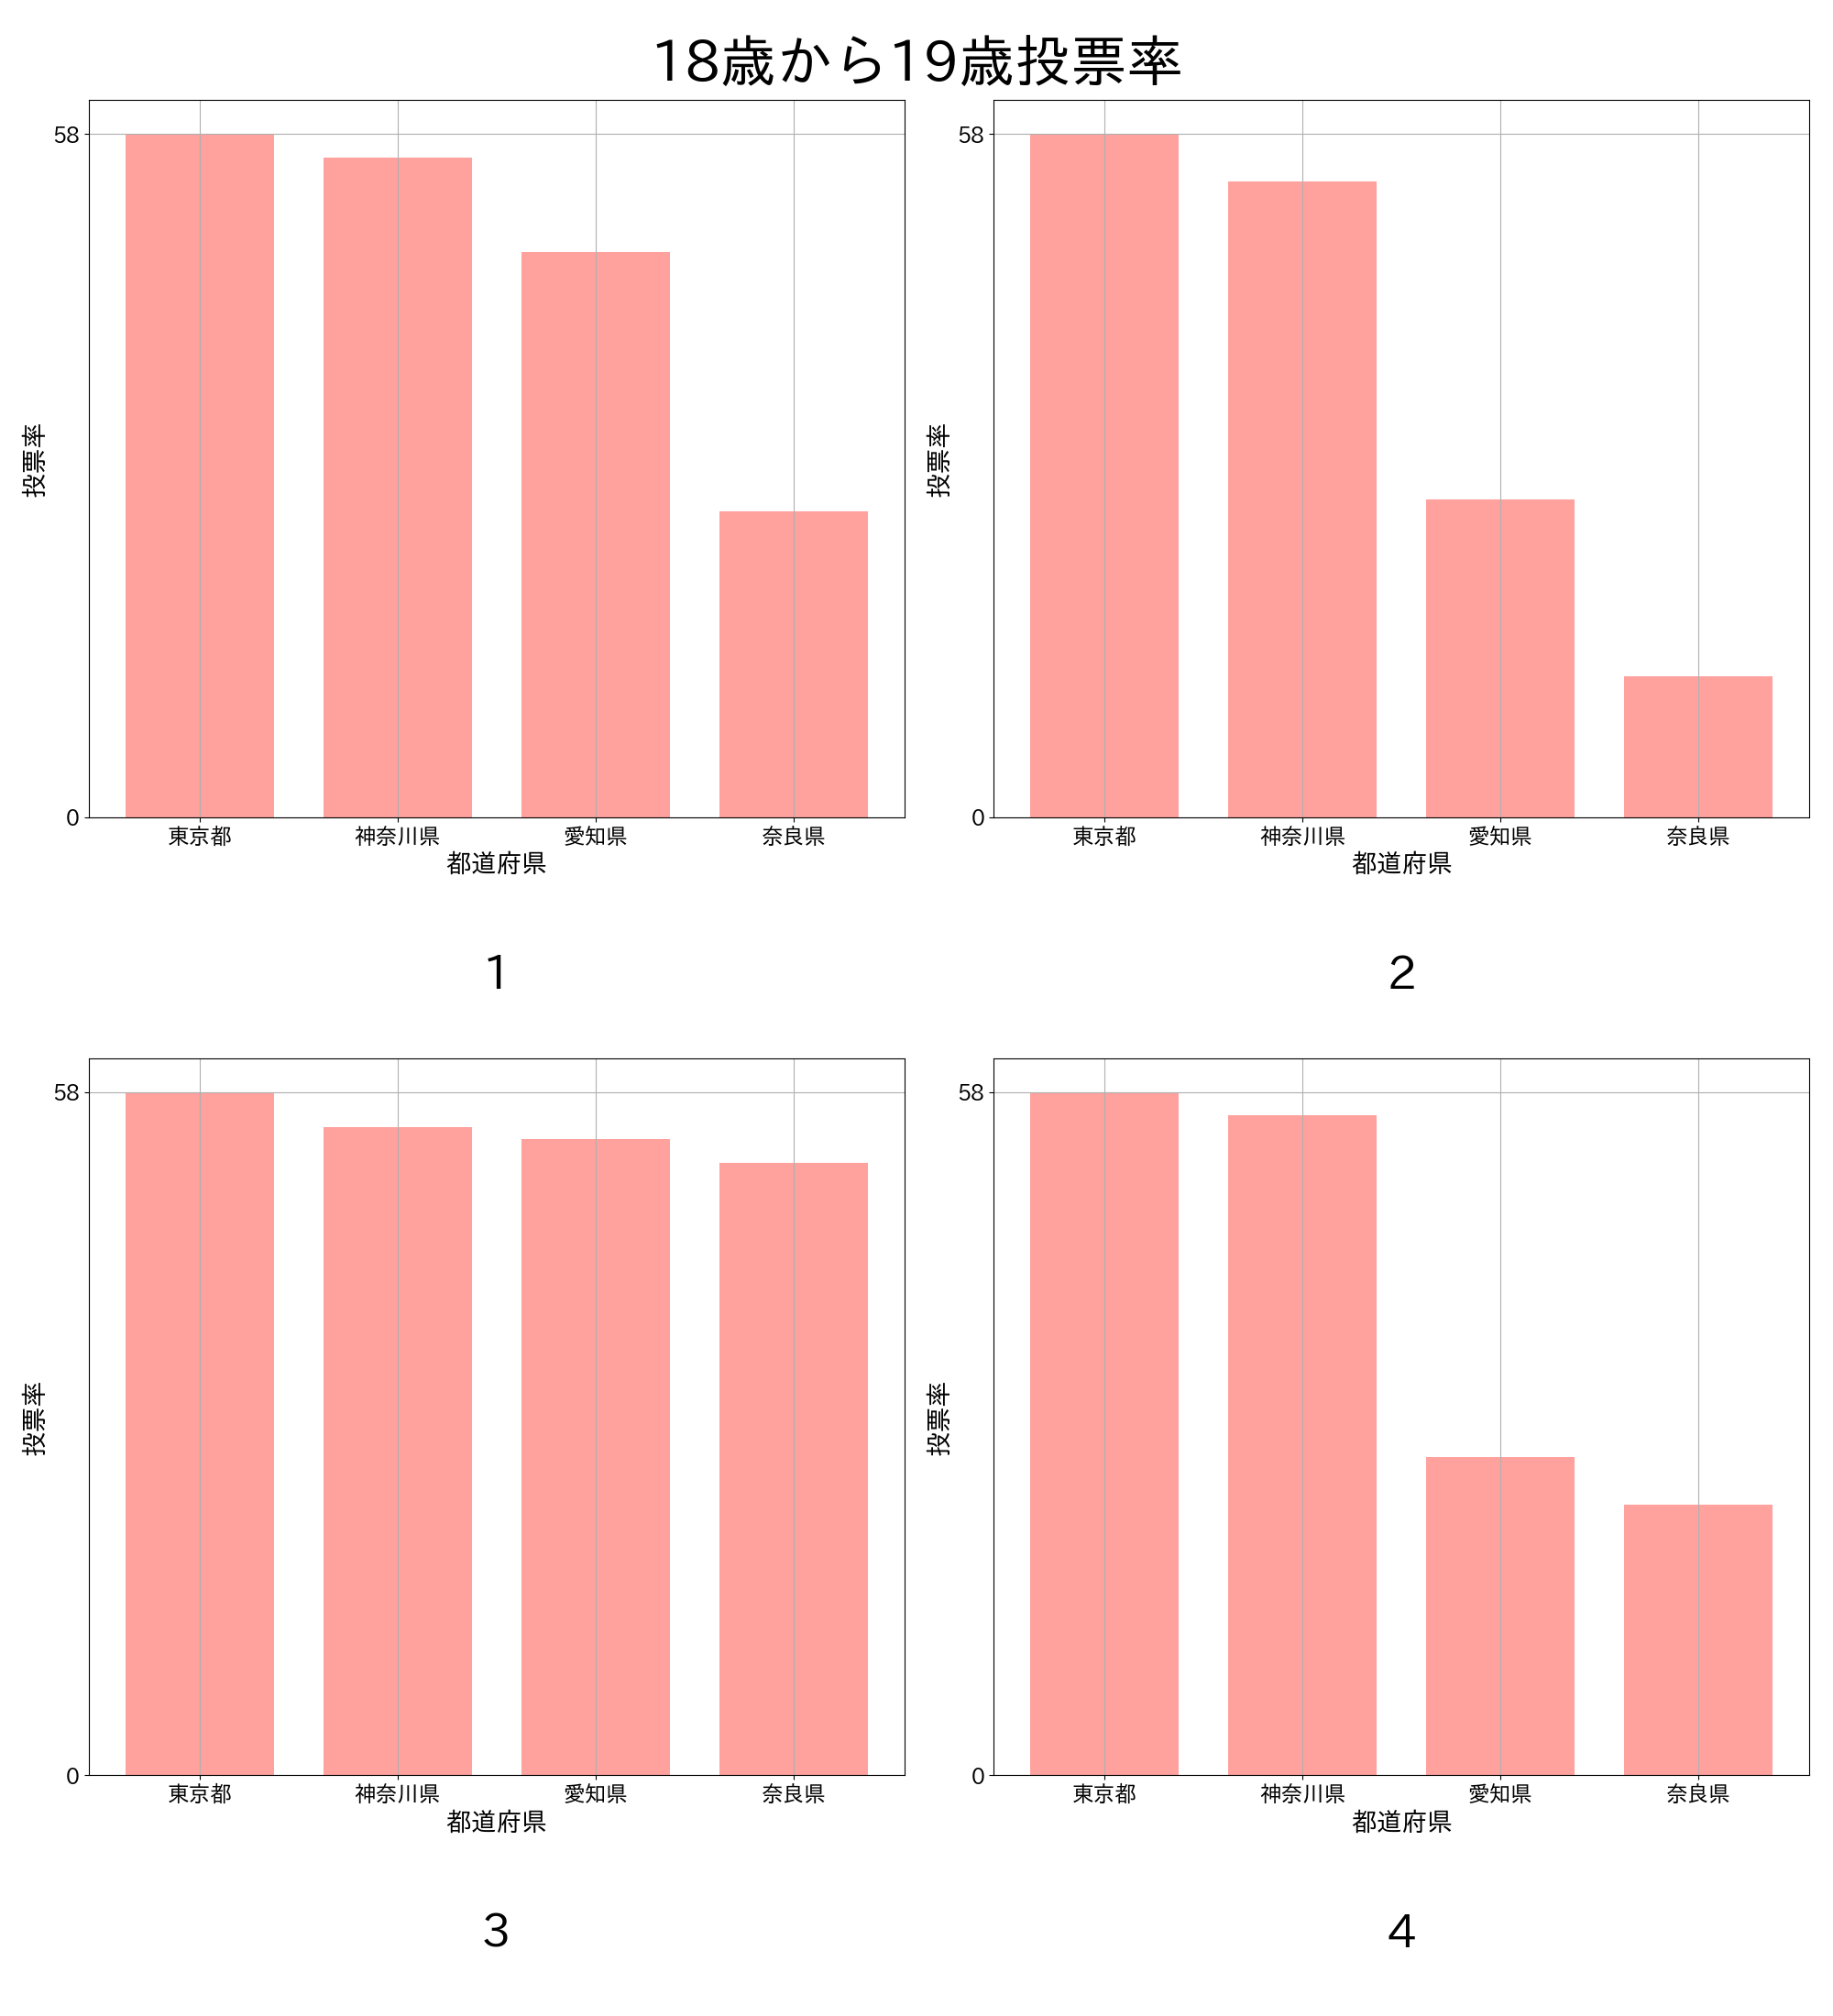 18歳から19歳投票率
58
0
投票率
東京都 神奈川県 愛知県 奈良県
都道府県
1
58
0
投票率
東京都 神奈川県 愛知県 奈良県
都道府県
2
58
0
投票率
東京都 神奈川県 愛知県 奈良県
都道府県
3
58
0
投票率
東京都 神奈川県 愛知県 奈良県
都道府県
4